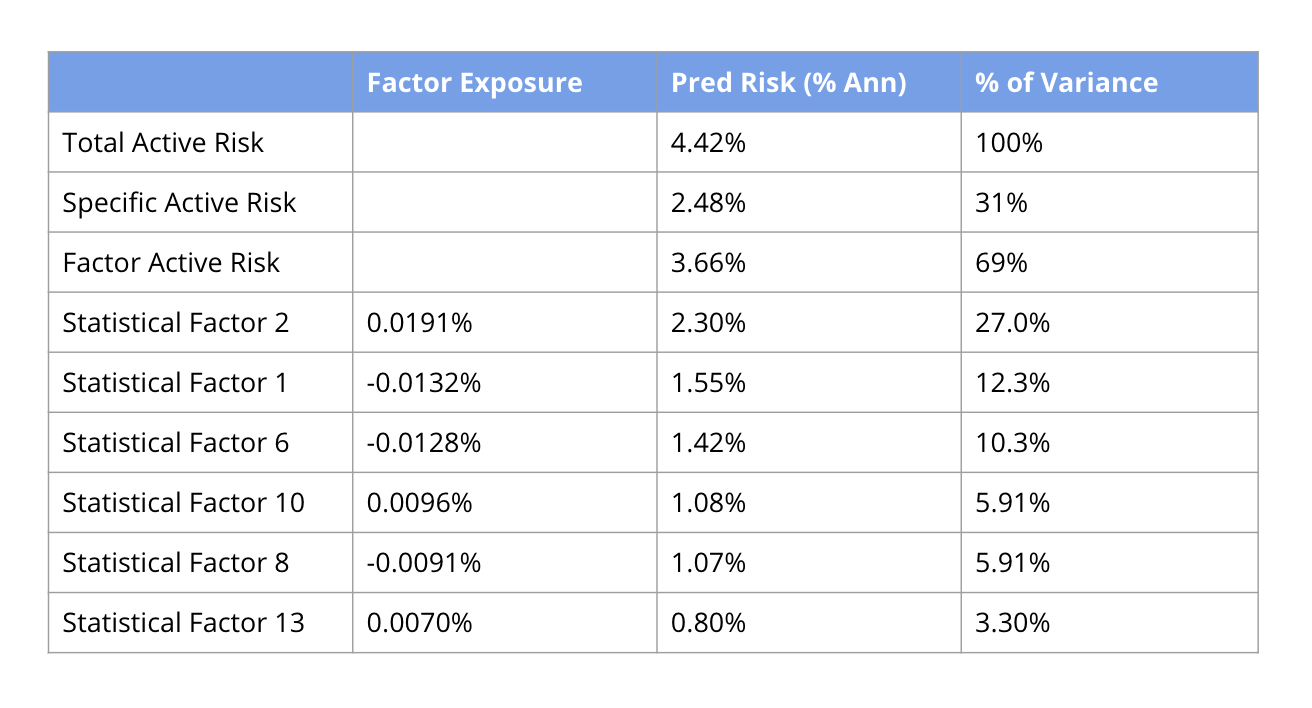 Factor Exposure Pred Risk (% Ann) % of Variance
Total Active Risk 4.42% 100%
Specific Active Risk 2.48% 31%
Factor Active Risk 3.66% 69%
Statistical Factor 2 0.0191% 2.30% 27.0%
Statistical Factor 1 -0.0132% 1.55% 12.3%
Statistical Factor 6 -0.0128% 1.42% 10.3%
Statistical Factor 10 0.0096% 1.08% 5.91%
Statistical Factor 8 -0.0091% 1.07% 5.91%
Statistical Factor 13 0.0070% 0.80% 3.30%